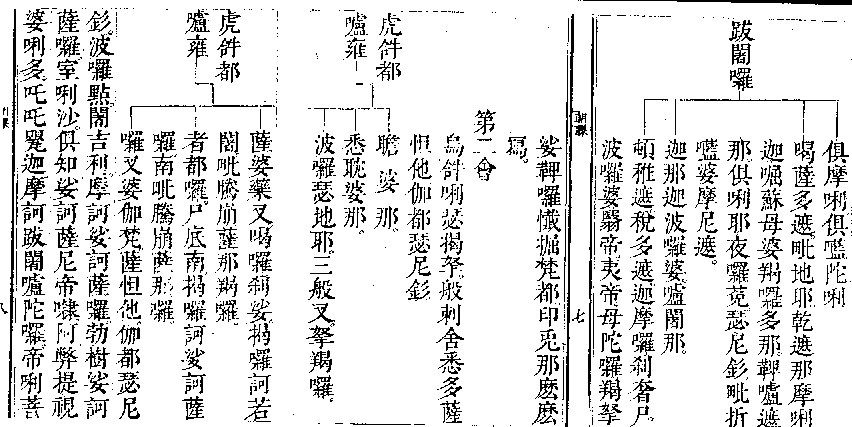 跋闍囉
俱摩唎俱嚂陀唎
喝薩多遮毗地耶乾遮那摩唎
迦啒蘇母婆羯囉多那鞞嚧遮
那俱唎耶夜囉菟瑟尼釤毗折
嚂婆摩尼遮。
迦那迦波囉婆嚧闍那。
頓稚遮稅多遮迦摩囉剎奢尸
波囉婆翳帝夷帝母陀囉羯拏
七
娑鞞囉懺掘梵都印兎那麽麽
寫。
第二會
烏𤙖唎瑟揭拏般剌舍悉多薩
怛他伽都瑟尼釤
虎𤙖都
嚧雍
瞻婆那。
悉耽婆那。
波囉瑟地耶三般叉拏羯囉。
虎𤙖都
嚧雍
薩婆藥叉喝囉剎娑揭囉訶若
闍毗騰崩薩那羯囉。
者都囉尸底南揭囉訶娑訶薩
囉南毗騰崩薩那囉
囉叉婆伽梵薩怛他伽都瑟尼
釤。波囉點闍吉利摩訶娑訶薩囉勃樹娑訶
薩囉室唎沙。俱知娑訶薩尼帝㘑阿弊提視
婆唎多吒吒甖迦摩訶跋闍嚧陀囉。帝唎菩
八